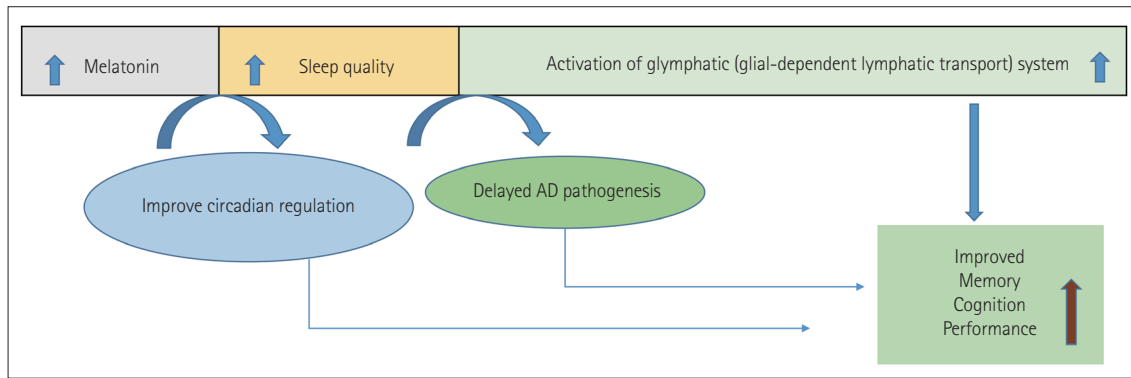 Melatonin
Sleep quality
Activation of glymphatic (glial-dependent lymphatic transport) system
Improve circadian regulation
Delayed AD pathogenesis
Improved
Memory
Cognition
Performance